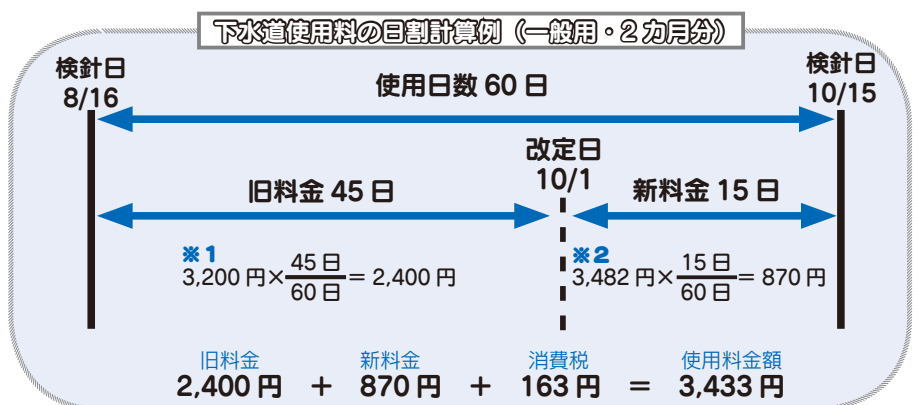 下水道使用料の日割計算例（一般用・2カ月分）
検針日
8/16
使用日数 60 日
検針日
10/15
改定日
10/1
旧料金 45 日
新料金 15 日
※1
3,200 円×45 日/60 日= 2,400 円
※2
3,482 円×15 日/60 日= 870 円
旧料金 新料金 消費税 使用料金額
2,400 円 + 870 円 + 163 円 = 3,433 円